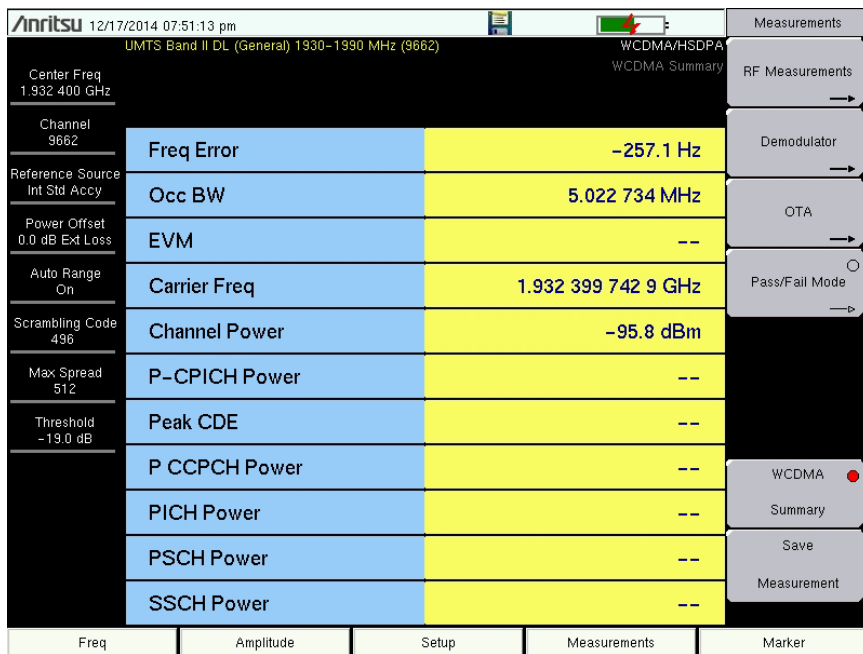 Anritsu 12/17/2014 07:51:13 pm
Measurements
UMTS Band II DL (General) 1930-1990 MHz (9662)
WCDMA/HSDPA
WCDMA Summary
Center Freq
1.932 400 GHz
Channel
9662
Reference Source
Int Std Accy
Power Offset
0.0 dB Ext Loss
Auto Range
On
Scrambling Code
496
Max Spread
512
Threshold
-19.0 dB
Freq Error -257.1 Hz
Occ BW 5.022 734 MHz
EVM --
Carrier Freq 1.932 399 742 9 GHz
Channel Power -95.8 dBm
P-CPICH Power --
Peak CDE --
P CCPCH Power --
PICH Power --
PSCH Power --
SSCH Power --
RF Measurements
Demodulator
OTA
Pass/Fail Mode
WCDMA
Summary
Save
Measurement
Freq
Amplitude
Setup
Measurements
Marker